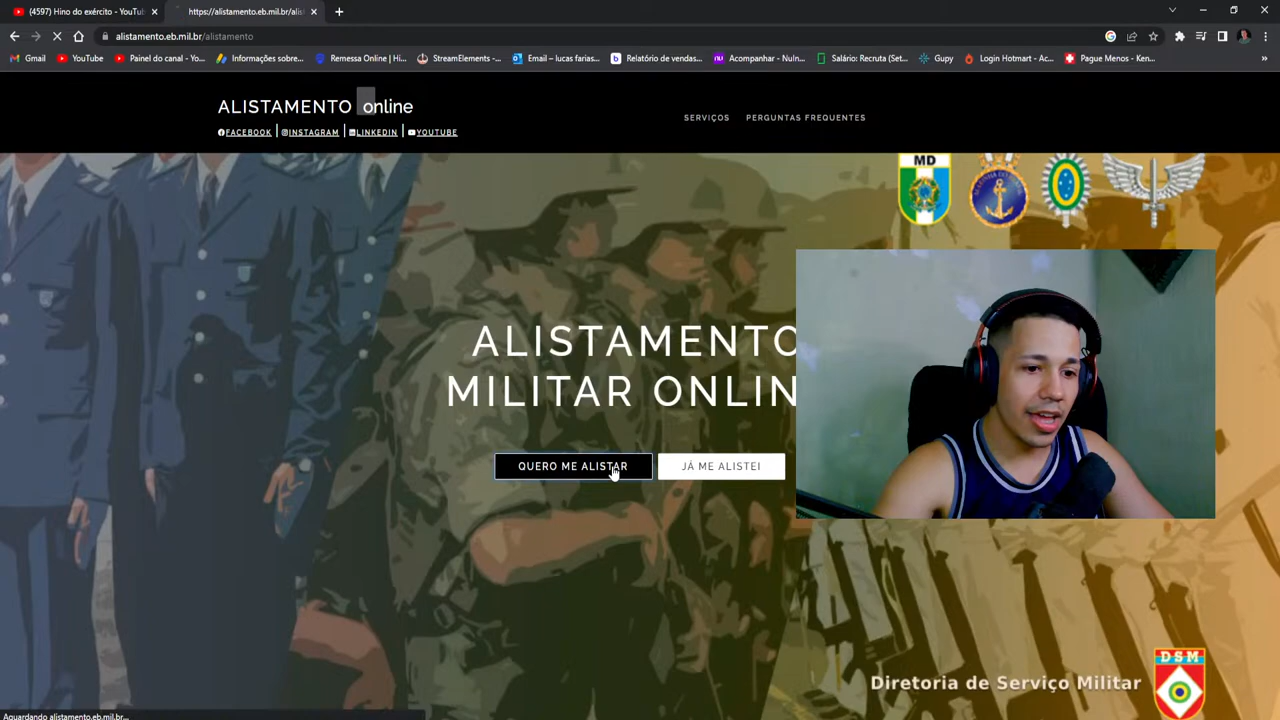 (4597) Hino do exército - YouTub
https://alistamento.eb.mil.br/alis
alistamento.eb.mil.br/alistamento
Gmail
YouTube
Painel do canal - Yo...
Informações sobre...
Remessa Online | Hi...
StreamElements -...
Email – lucas farias...
Relatório de vendas...
Acompanhar - NuIn...
Salário: Recruta (Set...
Gupy
Login Hotmart - Ac...
Pague Menos - Ken...
ALISTAMENTO online
FACEBOOK | INSTAGRAM | LINKEDIN | YOUTUBE
SERVIÇOS
PERGUNTAS FREQUENTES
MD
ALISTAMENTO
MILITAR ONLIN
QUERO ME ALISTAR
JÁ ME ALISTEI
DSM
Diretoria de Serviço Militar
Aguardando alistamento.eb.mil.br...